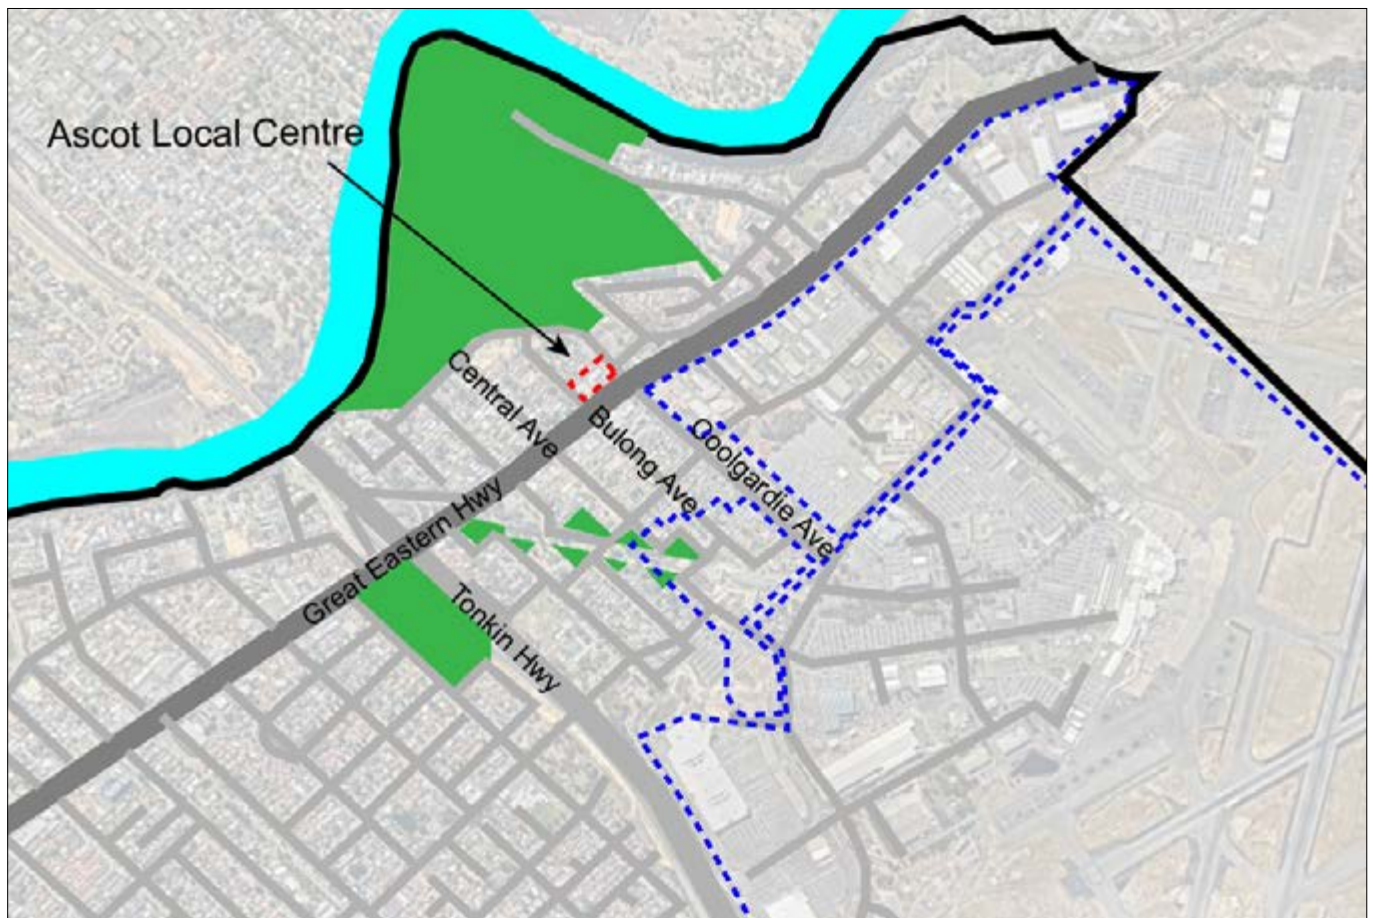 Ascot Local Centre
Central Ave
Bulong Ave
Coolgardie Ave
Great Eastern Hwy
Tonkin Hwy